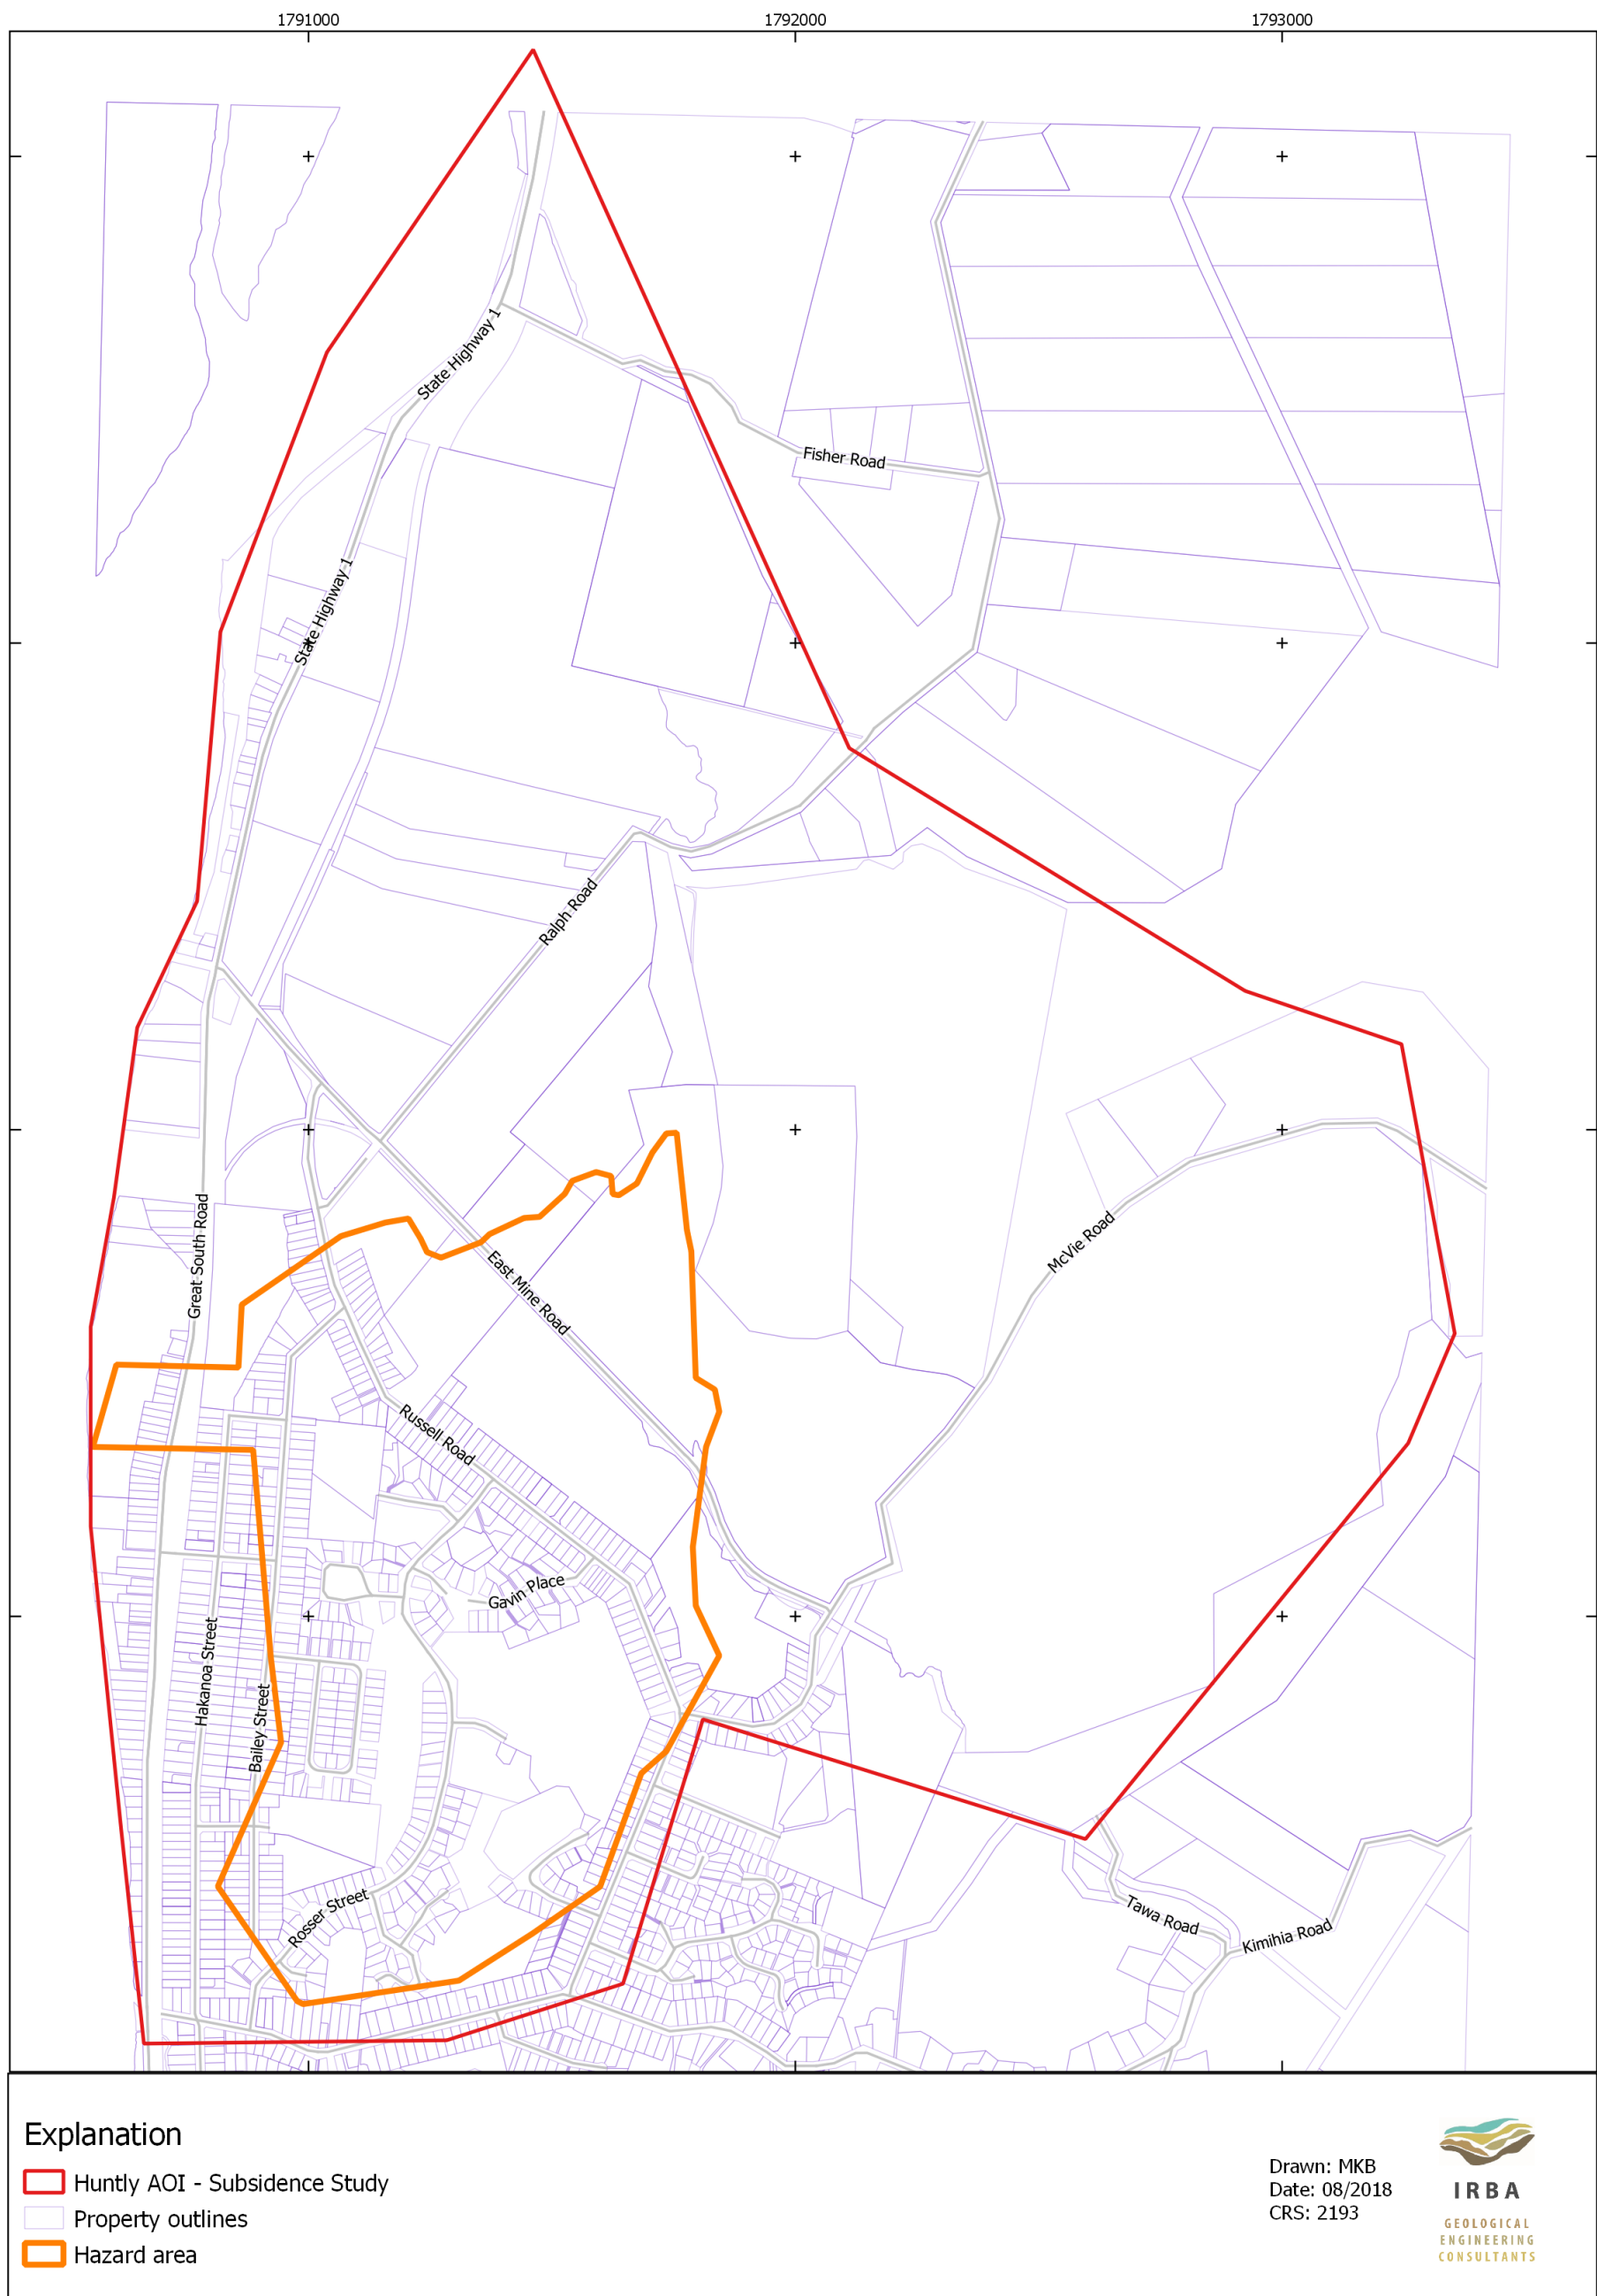 1791000 1792000 1793000
State Highway 1
Fisher Road
State Highway 1
Ralph Road
Great South Road
McVie Road
East Mine Road
Russell Road
Gavin Place
Hakanoa Street
Bailey Street
Rosser Street
Tawa Road
Kimihia Road
Explanation
Huntly AOI - Subsidence Study
Property outlines
Hazard area
Drawn: MKB
Date: 08/2018
CRS: 2193
IRBA
GEOLOGICAL
ENGINEERING
CONSULTANTS